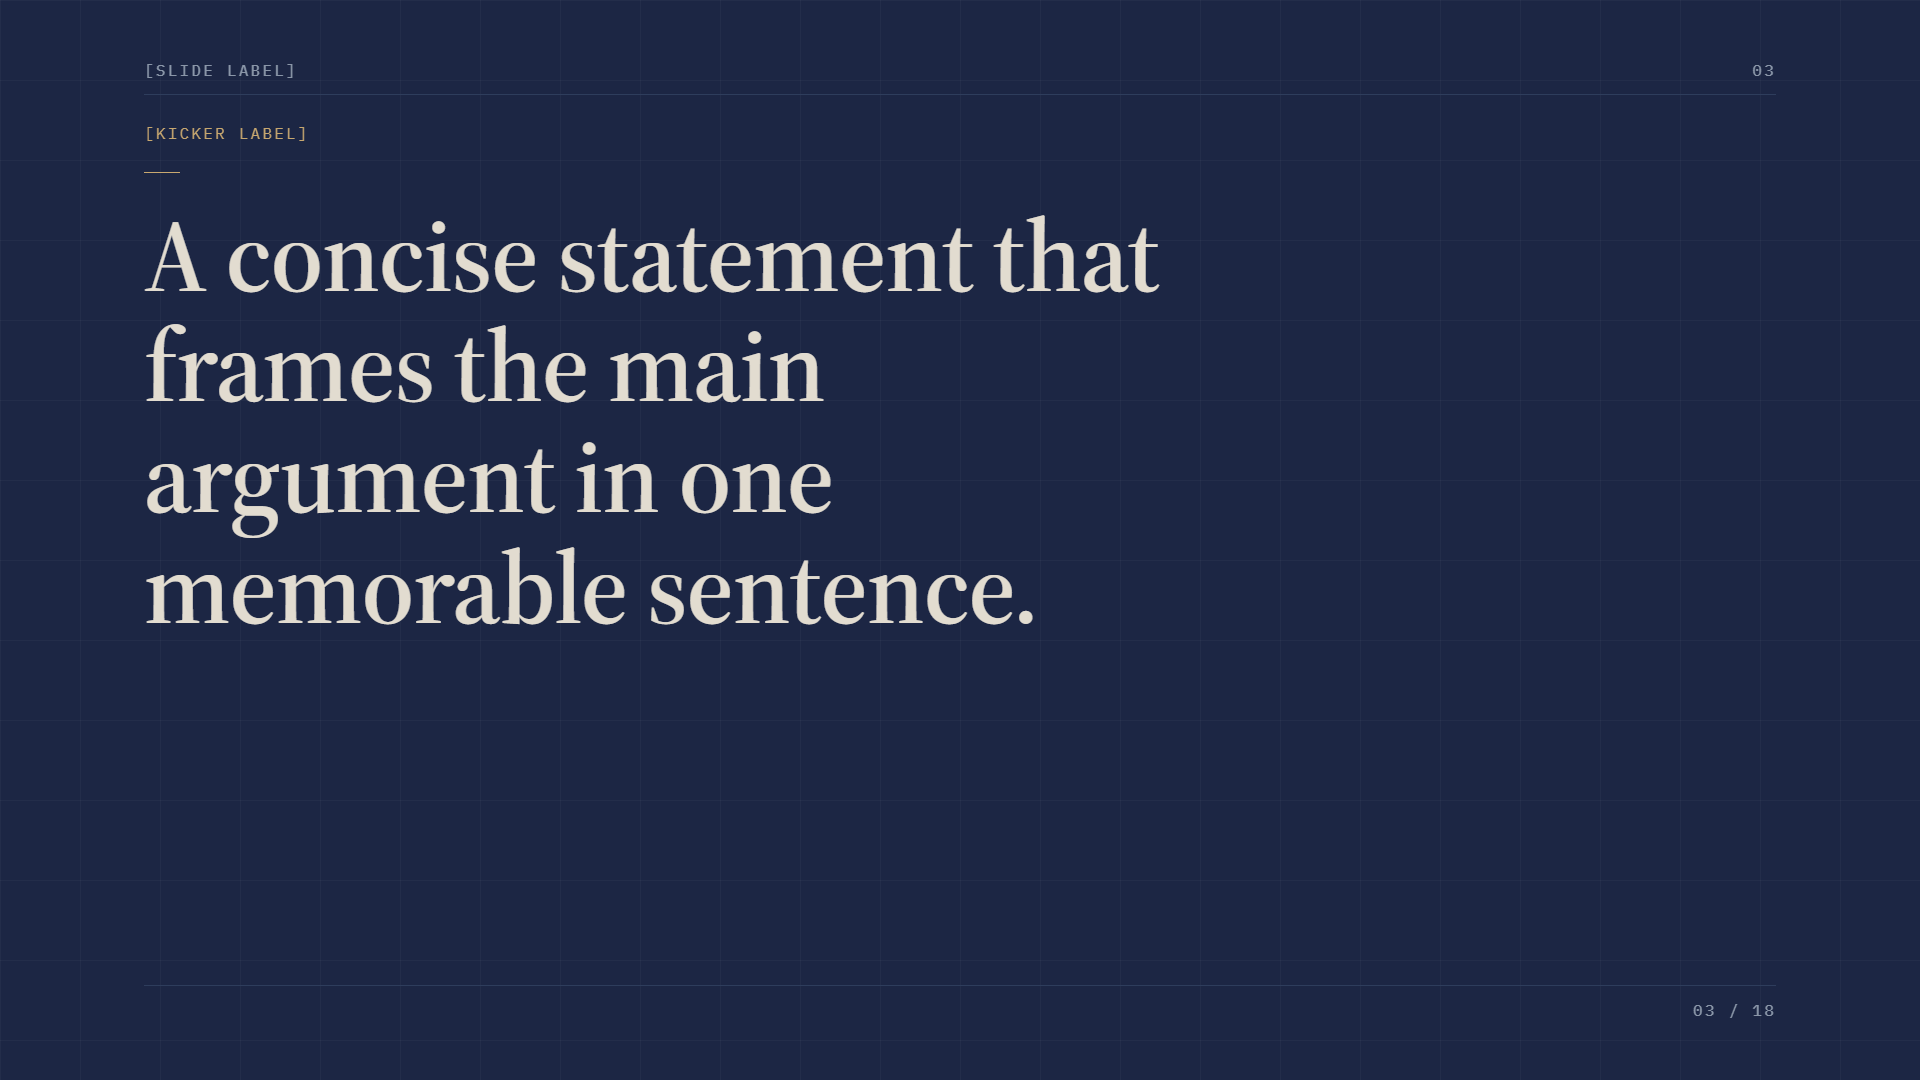 [SLIDE LABEL]
03
[KICKER LABEL]
A concise statement that
frames the main
argument in one
memorable sentence.
03 / 18